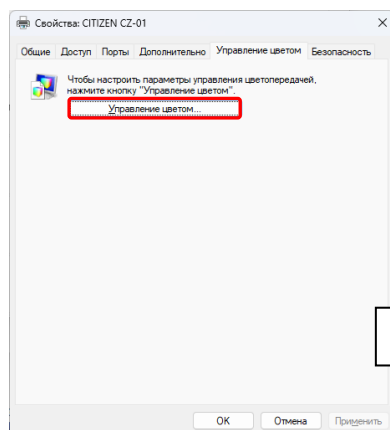 Свойства: CITIZEN CZ-01
Общие Доступ Порты Дополнительно Управление цветом Безопасность
Чтобы настроить параметры управления цветопередачей,
нажмите кнопку "Управление цветом".
Управление цветом...
OK Отмена Применить